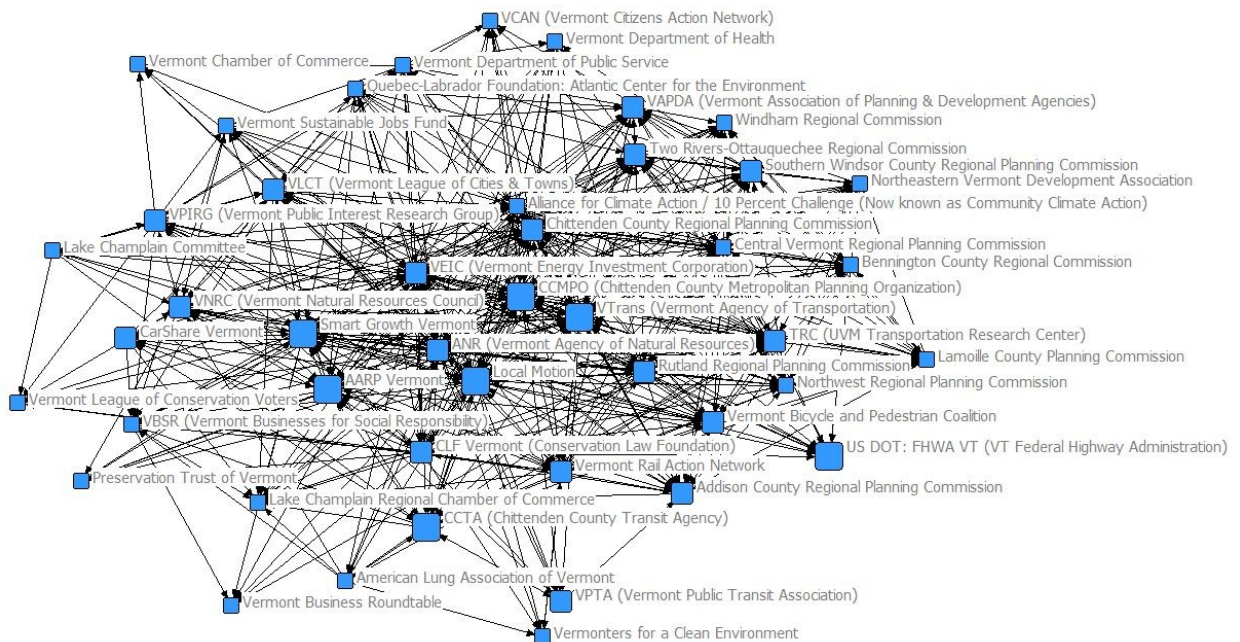 VCAN (Vermont Citizens Action Network)
Vermont Department of Health
Vermont Chamber of Commerce
Vermont Department of Public Service
Quebec-Labrador Foundation: Atlantic Center for the Environment
VAPDA (Vermont Association of Planning & Development Agencies)
Windham Regional Commission
Vermont Sustainable Jobs Fund
Two Rivers-Ottauquechee Regional Commission
Southern Windsor County Regional Planning Commission
VLCT (Vermont League of Cities & Towns)
Northeastern Vermont Development Association
Alliance for Climate Action / 10 Percent Challenge (Now known as Community Climate Action)
VPIRG (Vermont Public Interest Research Group)
Chittenden County Regional Planning Commission
Lake Champlain Committee
Central Vermont Regional Planning Commission
Bennington County Regional Commission
VEIC (Vermont Energy Investment Corporation)
CCMPO (Chittenden County Metropolitan Planning Organization)
VNRC (Vermont Natural Resources Council)
VTrans (Vermont Agency of Transportation)
CarShare Vermont
Smart Growth Vermont
TRC (UVM Transportation Research Center)
ANR (Vermont Agency of Natural Resources)
Lamoille County Planning Commission
Rutland Regional Planning Commission
AARP Vermont
Local Motion
Northwest Regional Planning Commission
Vermont League of Conservation Voters
VBSR (Vermont Businesses for Social Responsibility)
Vermont Bicycle and Pedestrian Coalition
CLF Vermont (Conservation Law Foundation)
US DOT: FHWA VT (VT Federal Highway Administration)
Vermont Rail Action Network
Preservation Trust of Vermont
Addison County Regional Planning Commission
Lake Champlain Regional Chamber of Commerce
CCTA (Chittenden County Transit Agency)
American Lung Association of Vermont
VPTA (Vermont Public Transit Association)
Vermont Business Roundtable
Vermonters for a Clean Environment